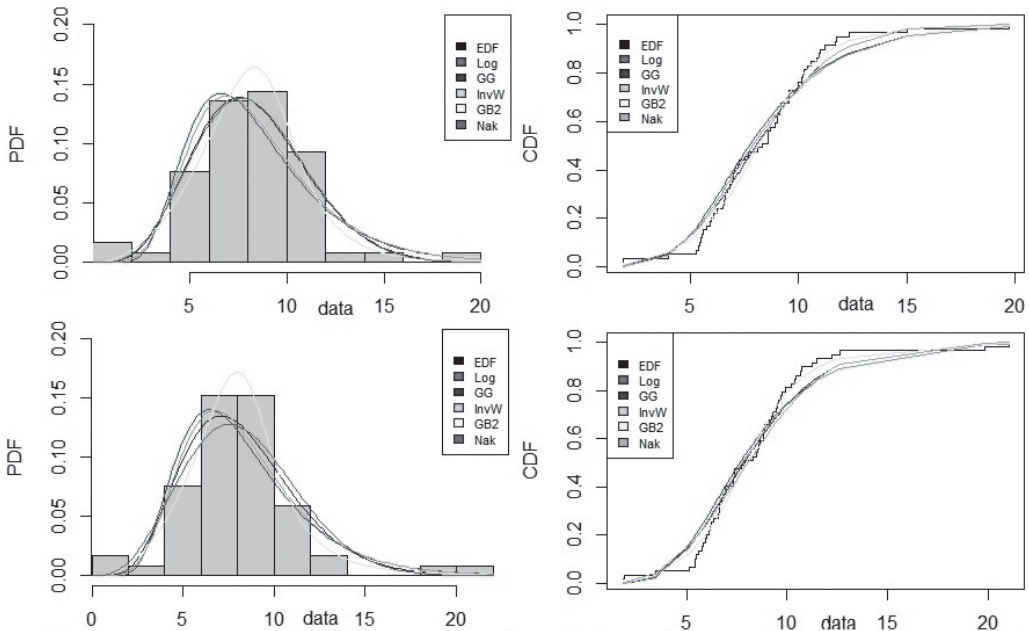 PDF
0.20
0.15
0.10
0.05
0.00
EDF
Log
GG
InvW
GB2
Nak
5
10
15
20
data
CDF
1.0
0.8
0.6
0.4
0.2
0.0
EDF
Log
GG
InvW
GB2
Nak
5
10
15
20
data
PDF
0.20
0.15
0.10
0.05
0.00
EDF
Log
GG
InvW
GB2
Nak
0
5
10
15
20
data
CDF
1.0
0.8
0.6
0.4
0.2
0.0
EDF
Log
GG
InvW
GB2
Nak
5
10
15
20
data